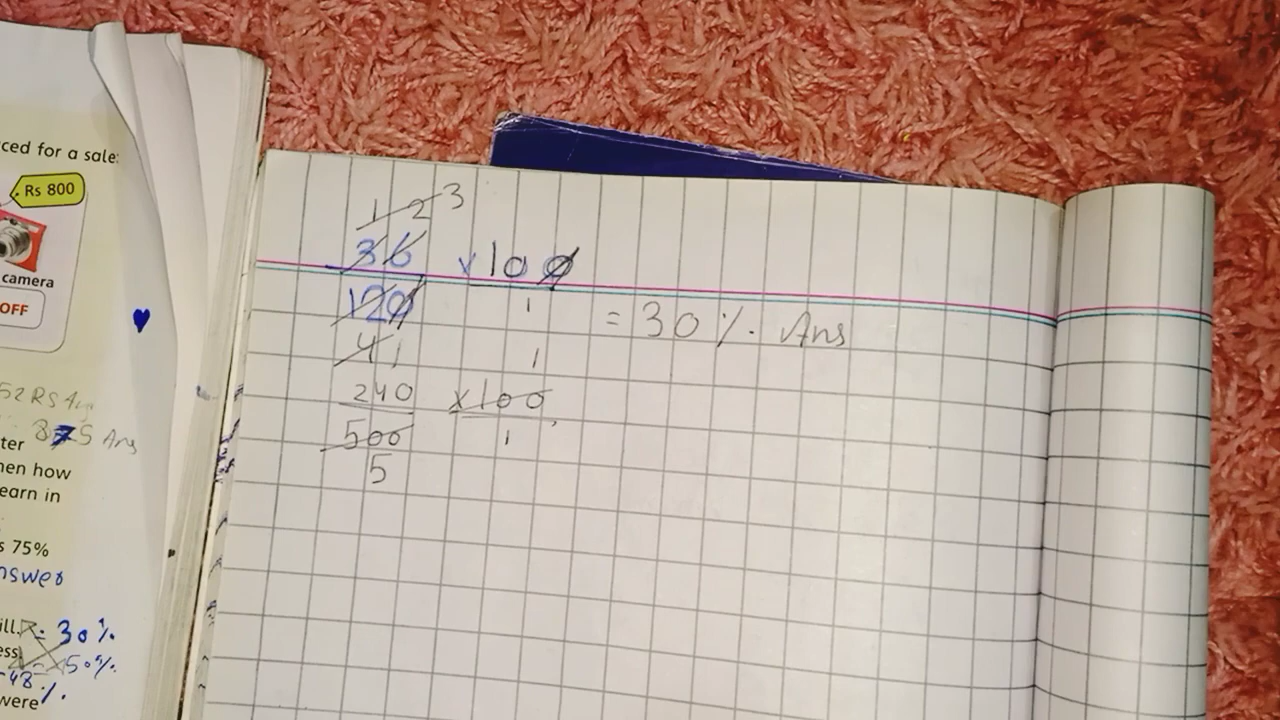 ced for a sale:
Rs 800
camera
OFF
52 RS
5 Ans
ter
hen how
earn in
s 75%
nswer
ill. 30%
ess. 50%
-48%
were
1 2 3
36 x100
120 1
= 30% Ans
4 1 1
240 x100
500 1
5